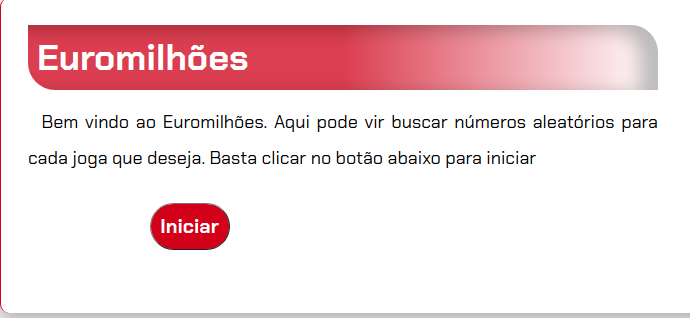 Euromilhões
Bem vindo ao Euromilhões. Aqui pode vir buscar números aleatórios para
cada joga que deseja. Basta clicar no botão abaixo para iniciar
Iniciar